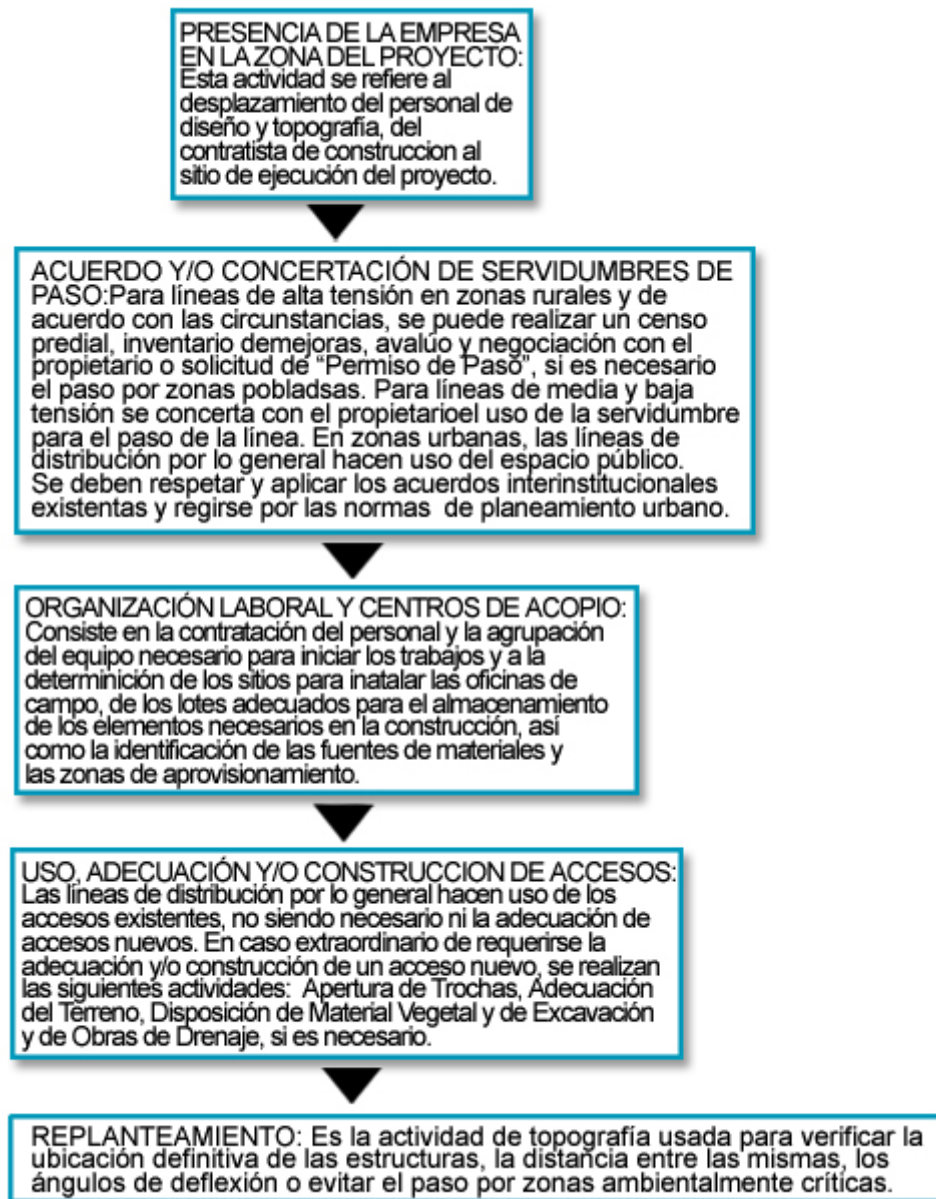 PRESENCIA DE LA EMPRESA
EN LA ZONA DEL PROYECTO:
Esta actividad se refiere al
desplazamiento del personal de
diseño y topografía, del
contratista de construccion al
sitio de ejecución del proyecto.
ACUERDO Y/O CONCERTACIÓN DE SERVIDUMBRES DE
PASO:Para líneas de alta tensión en zonas rurales y de
acuerdo con las circunstancias, se puede realizar un censo
predial, inventario demejoras, avalúo y negociación con el
propietario o solicitud de “Permiso de Paso”, si es necesario
el paso por zonas pobladsas. Para líneas de media y baja
tensión se concerta con el propietarioel uso de la servidumbre
para el paso de la línea. En zonas urbanas, las líneas de
distribución por lo general hacen uso del espacio público.
Se deben respetar y aplicar los acuerdos interinstitucionales
existentas y regirse por las normas de planeamiento urbano.
ORGANIZACIÓN LABORAL Y CENTROS DE ACOPIO:
Consiste en la contratación del personal y la agrupación
del equipo necesario para iniciar los trabajos y a la
determinición de los sitios para inatalar las oficinas de
campo, de los lotes adecuados para el almacenamiento
de los elementos necesarios en la construcción, así
como la identificación de las fuentes de materiales y
las zonas de aprovisionamiento.
USO, ADECUACIÓN Y/O CONSTRUCCION DE ACCESOS:
Las líneas de distribución por lo general hacen uso de los
accesos existentes, no siendo necesario ni la adecuación de
accesos nuevos. En caso extraordinario de requerirse la
adecuación y/o construcción de un acceso nuevo, se realizan
las siguientes actividades: Apertura de Trochas, Adecuación
del Terreno, Disposición de Material Vegetal y de Excavación
y de Obras de Drenaje, si es necesario.
REPLANTEAMIENTO: Es la actividad de topografía usada para verificar la
ubicación definitiva de las estructuras, la distancia entre las mismas, los
ángulos de deflexión o evitar el paso por zonas ambientalmente críticas.